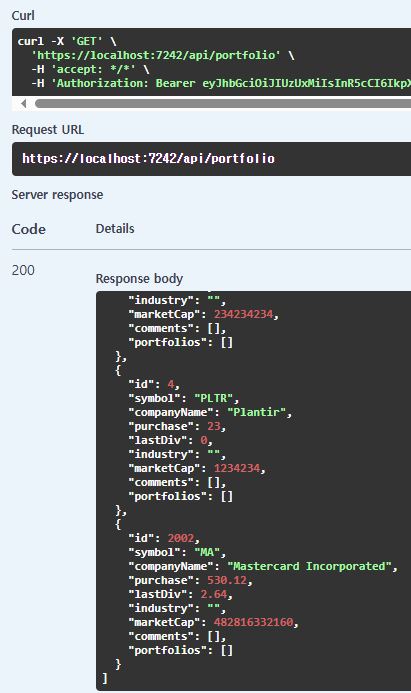 Curl
curl -X 'GET' \
'https://localhost:7242/api/portfolio' \
-H 'accept: */*' \
-H 'Authorization: Bearer eyJhbGciOiJIUzUxMiIsInR5cCI6IkpX
Request URL
https://localhost:7242/api/portfolio
Server response
Code Details
200
Response body
"industry": "",
"marketCap": 234234234,
"comments": [],
"portfolios": []
},
{
"id": 4,
"symbol": "PLTR",
"companyName": "Plantir",
"purchase": 23,
"lastDiv": 0,
"industry": "",
"marketCap": 1234234,
"comments": [],
"portfolios": []
},
{
"id": 2002,
"symbol": "MA",
"companyName": "Mastercard Incorporated",
"purchase": 530.12,
"lastDiv": 2.64,
"industry": "",
"marketCap": 482816332160,
"comments": [],
"portfolios": []
}
]